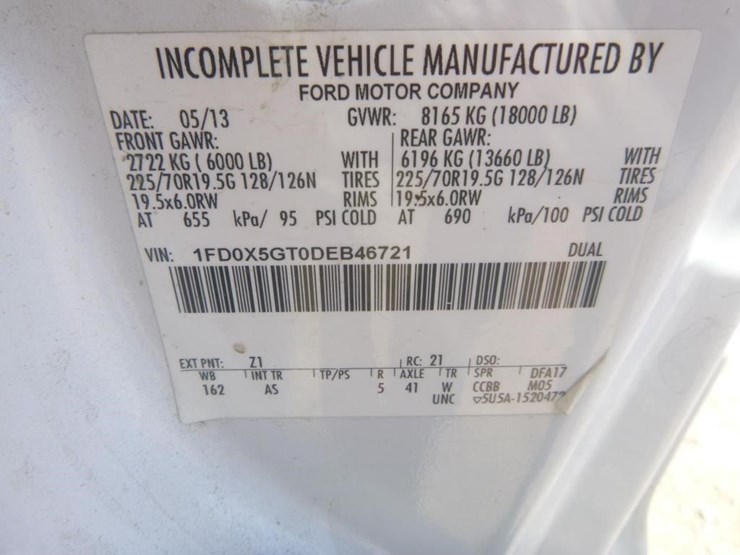 INCOMPLETE VEHICLE MANUFACTURED BY
FORD MOTOR COMPANY
DATE: 05/13 GVWR: 8165 KG (18000 LB)
FRONT GAWR: REAR GAWR:
2722 KG ( 6000 LB) WITH 6196 KG (13660 LB) WITH
225/70R19.5G 128/126N TIRES 225/70R19.5G 128/126N TIRES
19.5x6.0RW RIMS 19.5x6.0RW RIMS
AT 655 kPa/ 95 PSI COLD AT 690 kPa/100 PSI COLD
VIN: 1FD0X5GT0DEB46721 DUAL
EXT PNT: Z1 RC: 21 DSO:
WB INT TR TP/PS R AXLE TR SPR DFA17
162 AS 5 41 W CCBB M05
UNC ▽5U5A-1520472